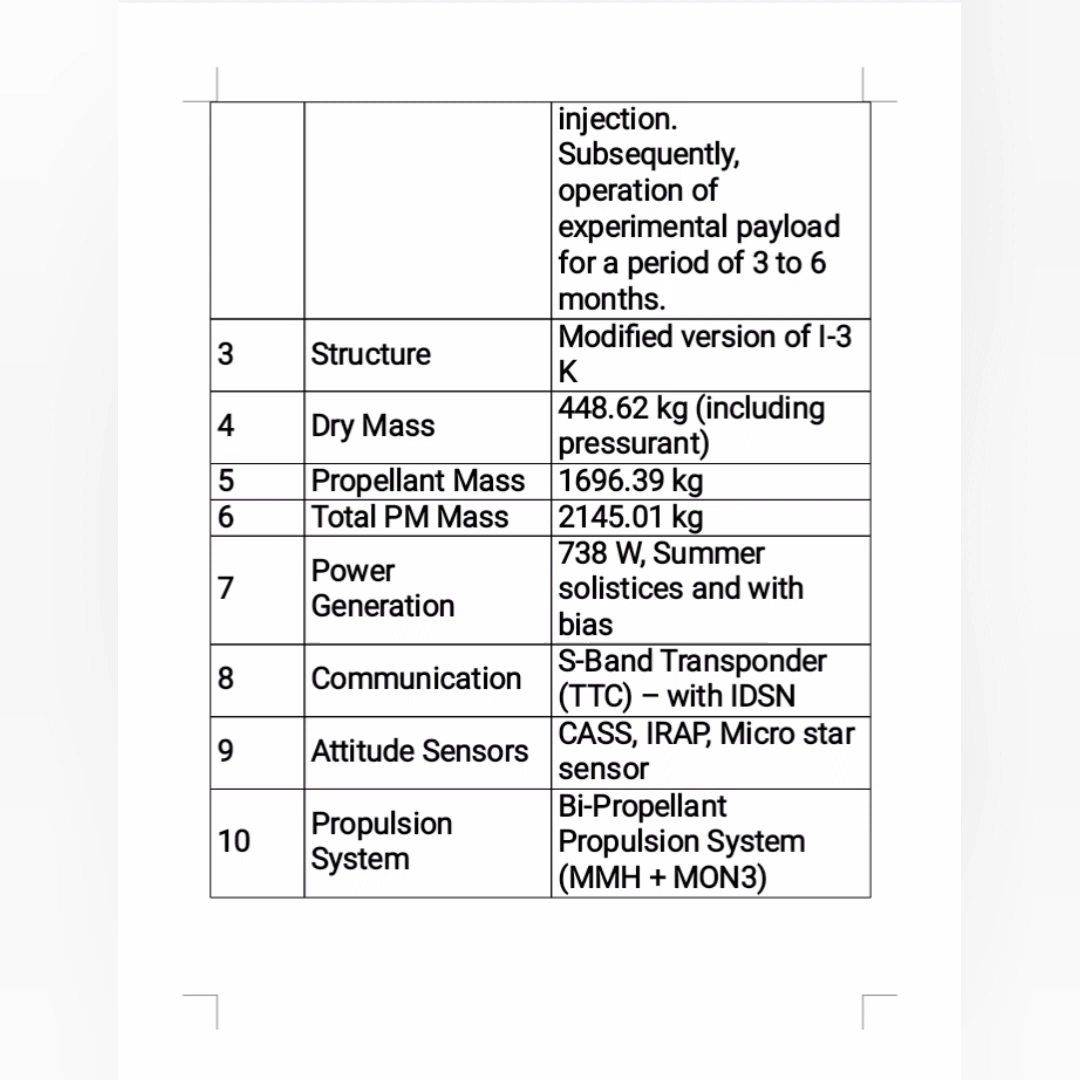 injection.
Subsequently,
operation of
experimental payload
for a period of 3 to 6
months.
3
Structure
Modified version of I-3
K
4
Dry Mass
448.62 kg (including
pressurant)
5
Propellant Mass
1696.39 kg
6
Total PM Mass
2145.01 kg
7
Power
Generation
738 W, Summer
solistices and with
bias
8
Communication
S-Band Transponder
(TTC) – with IDSN
9
Attitude Sensors
CASS, IRAP, Micro star
sensor
10
Propulsion
System
Bi-Propellant
Propulsion System
(MMH + MON3)